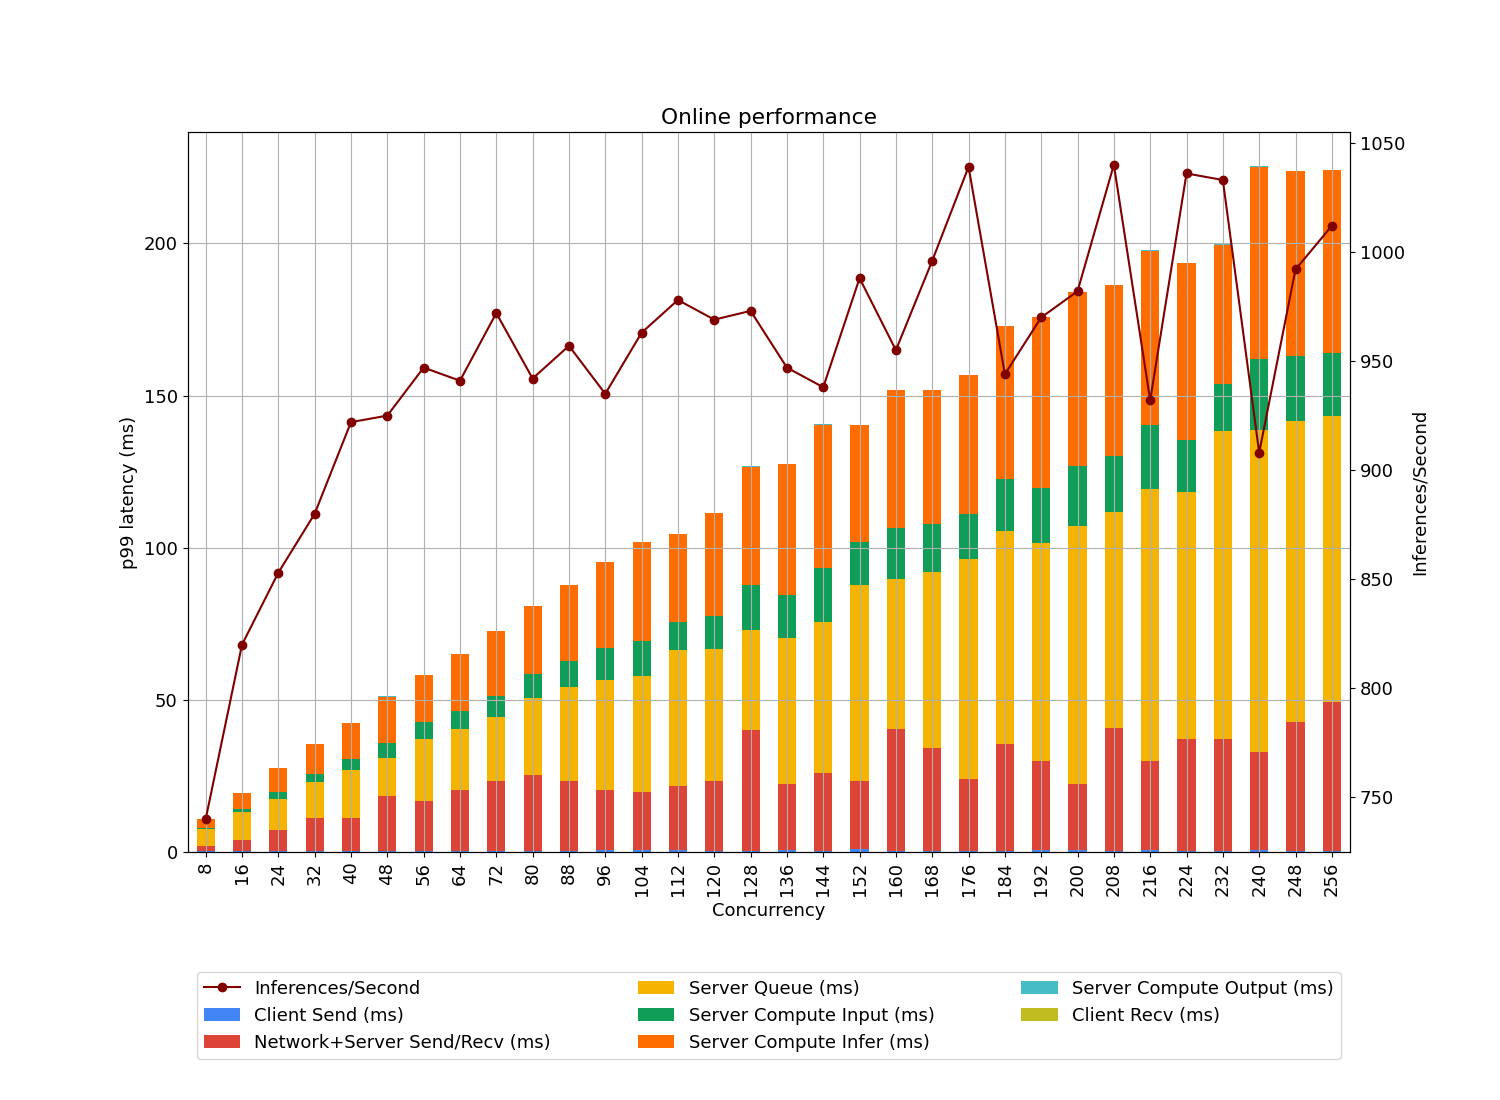 Online performance
p99 latency (ms)
200
150
100
50
0
1050
1000
950
900
850
800
750
Inferences/Second
8 16 24 32 40 48 56 64 72 80 88 96 104 112 120 128 136 144 152 160 168 176 184 192 200 208 216 224 232 240 248 256
Concurrency
Inferences/Second
Client Send (ms)
Network+Server Send/Recv (ms)
Server Queue (ms)
Server Compute Input (ms)
Server Compute Infer (ms)
Server Compute Output (ms)
Client Recv (ms)